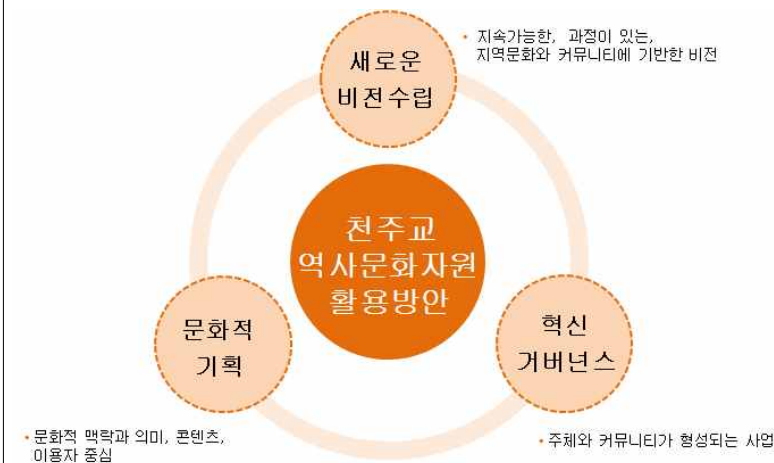 새로운
비전수립
• 지속가능한, 과정이 있는,
지역문화와 커뮤니티에 기반한 비전
천주교
역사문화자원
활용방안
문화적
기획
혁신
거버넌스
• 문화적 맥락과 의미, 콘텐츠,
이용자 중심
• 주체와 커뮤니티가 형성되는 사업